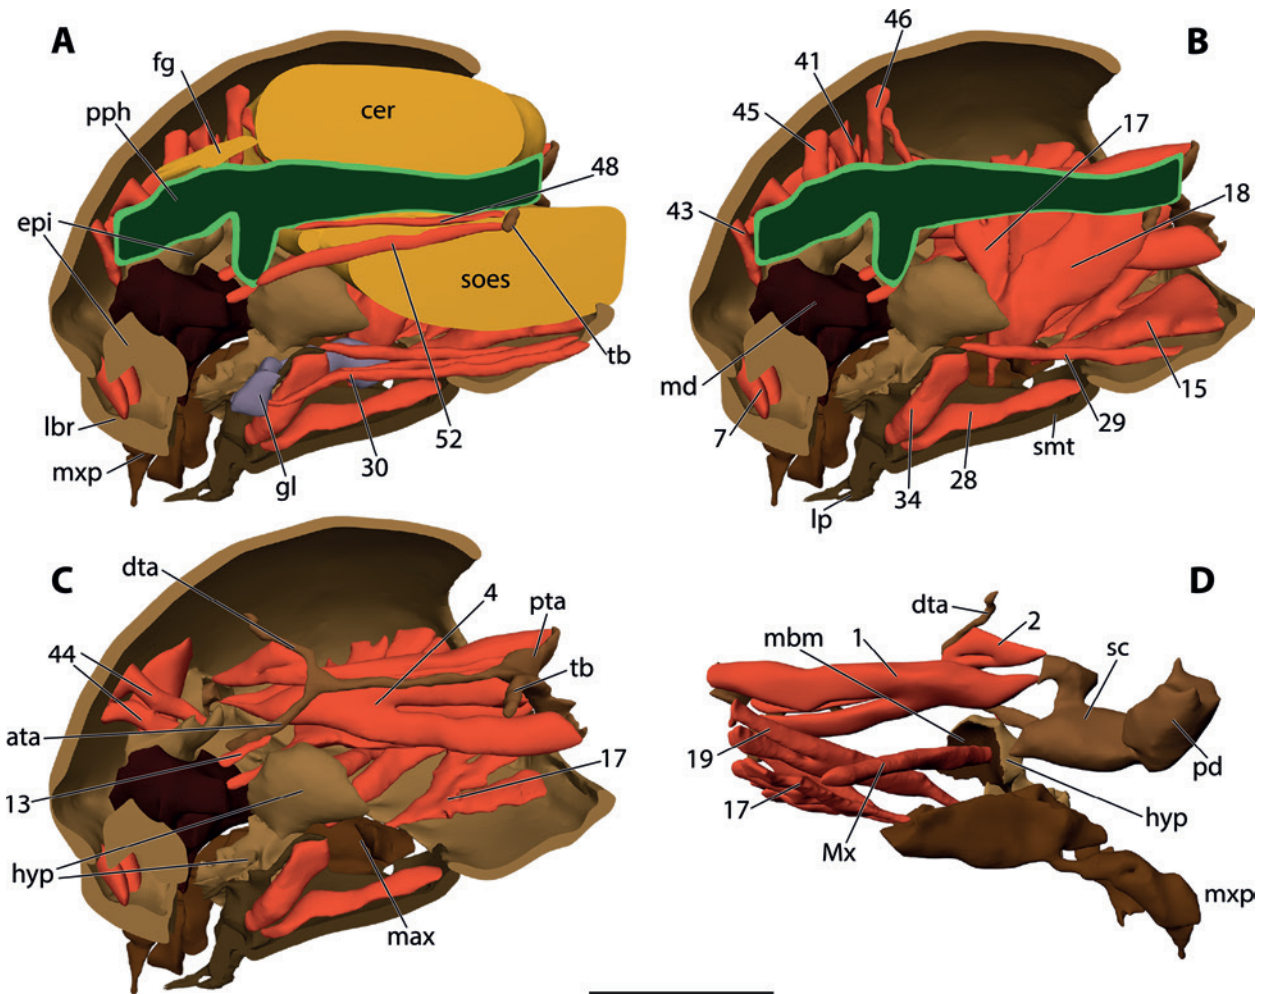 A
fg
pph
cer
48
epi
soes
tb
lbr
mxp
gl
30
52
B
46
41
45
17
43
18
md
7
15
29
smt
28
34
lp
C
dta
4
pta
44
tb
ata
17
13
hyp
max
D
dta
2
mbm
1
sc
19
pd
17
hyp
Mx
mxp